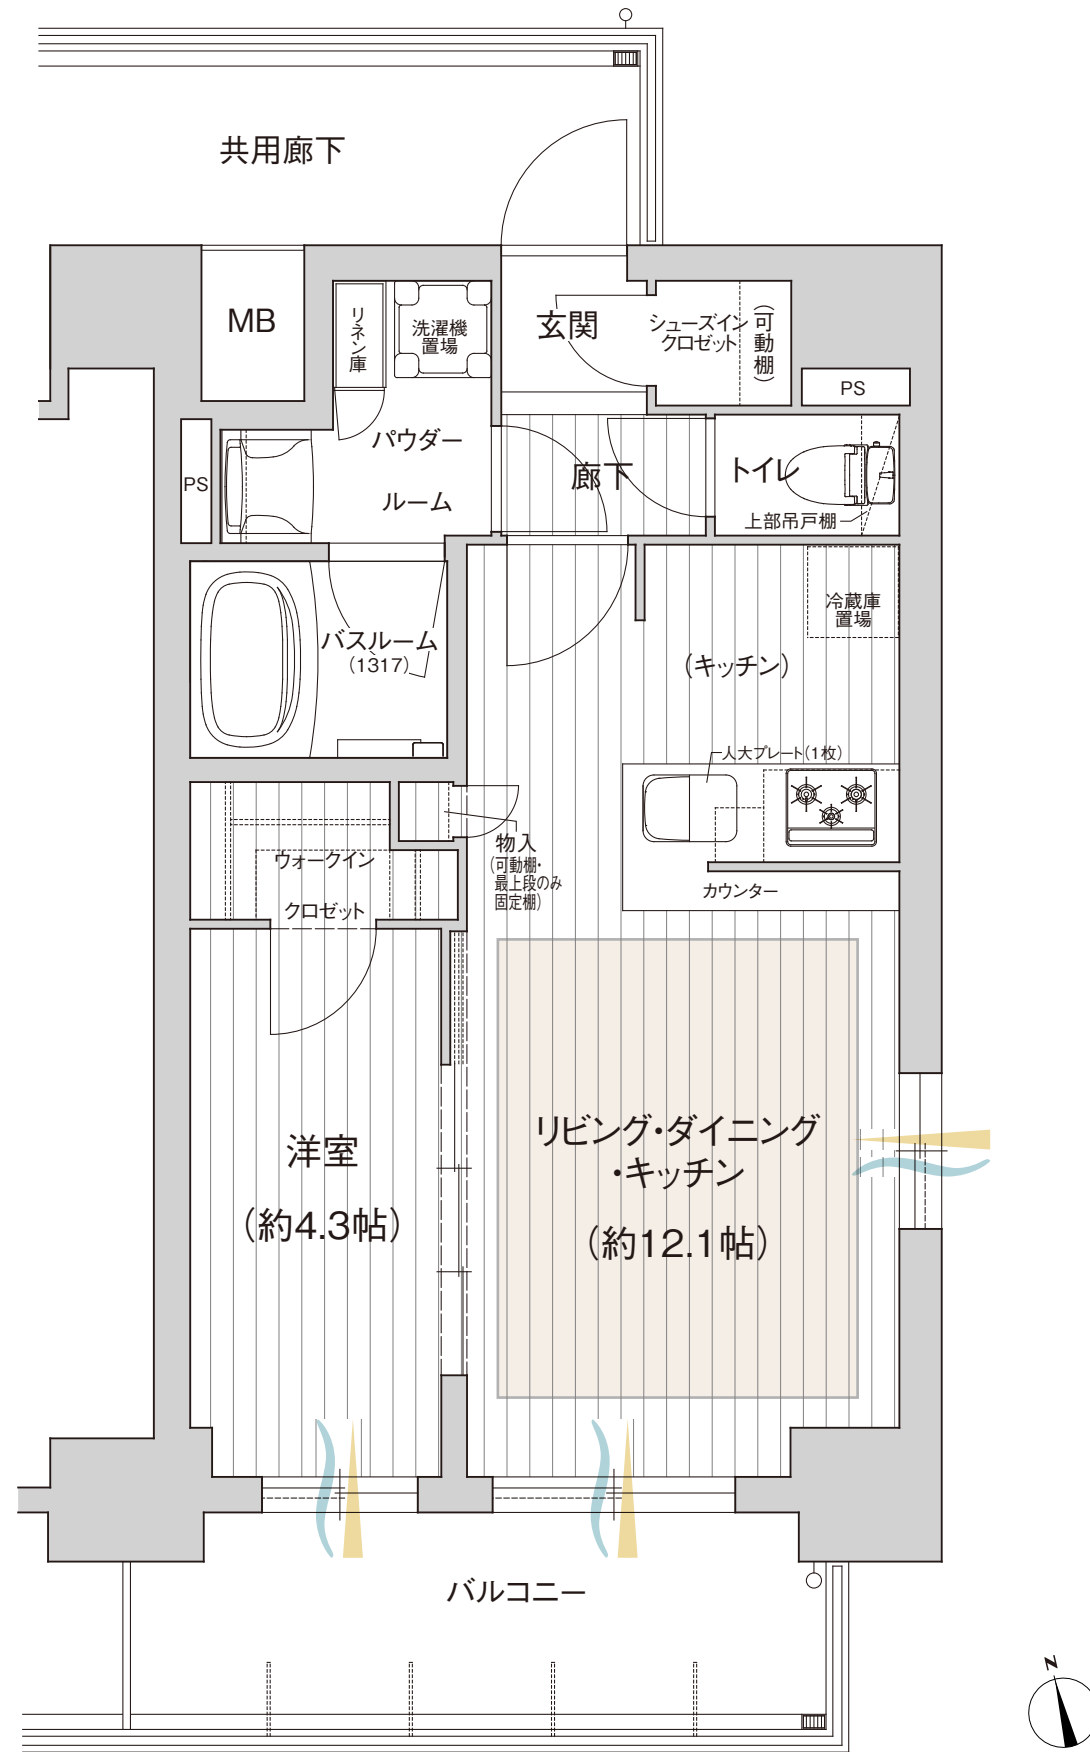 共用廊下
MB
リネン庫
洗濯機
置場
玄関
シューズイン
クロゼット
(可動棚)
PS
パウダー
ルーム
PS
廊下
トイレ
上部吊戸棚
バスルーム
(1317)
冷蔵庫
置場
(キッチン)
人大プレート(1枚)
物入
(可動棚・
最上段のみ
固定棚)
カウンター
ウォークイン
クロゼット
洋室
(約4.3帖)
リビング・ダイニング
・キッチン
(約12.1帖)
バルコニー
N